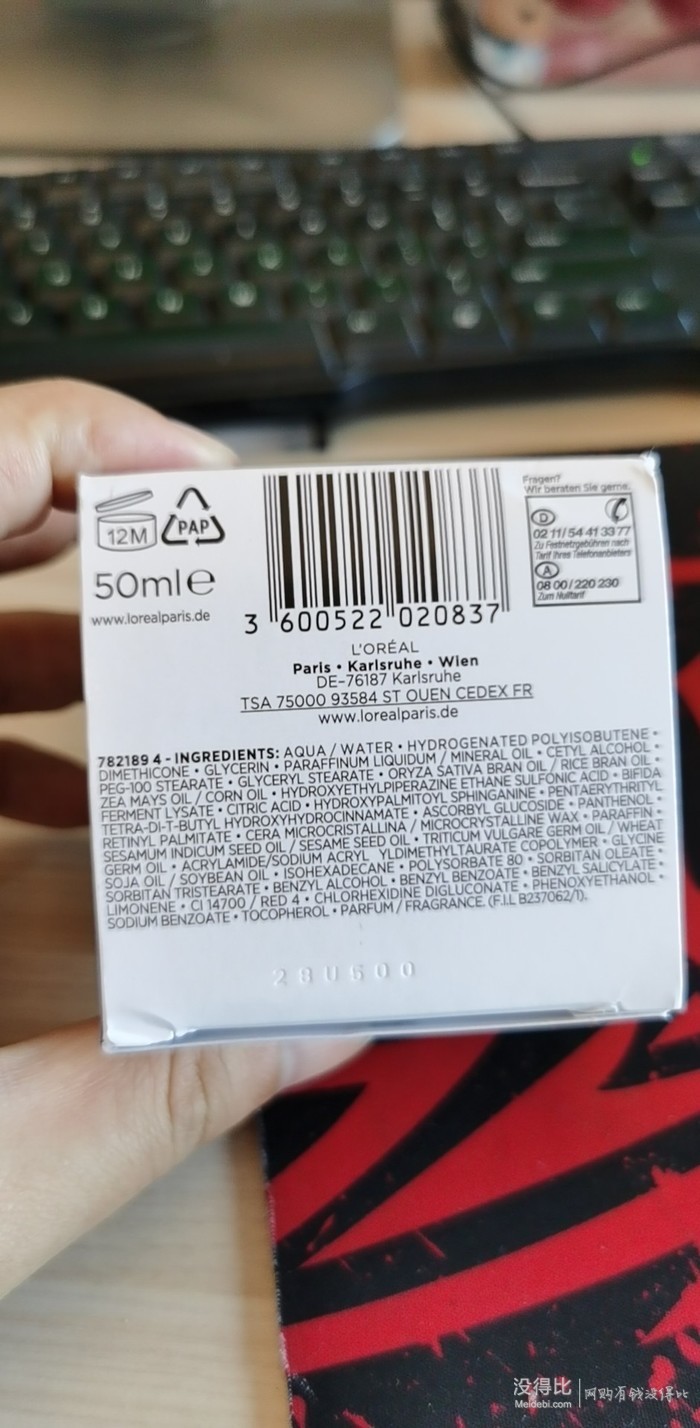 12M
PAP
50ml e
www.lorealparis.de
3 600522 020837
Fragen?
Wir beraten Sie gerne.
D
02 11/54 41 33 77
Zu Festnetzgebühren nach
Tarif Ihres Telefonanbieters
A
08 00/220 230
Zum Nulltarif
L'ORÉAL
Paris • Karlsruhe • Wien
DE-76187 Karlsruhe
TSA 75000 93584 ST OUEN CEDEX FR
www.lorealparis.de
782189 4 - INGREDIENTS: AQUA / WATER • HYDROGENATED POLYISOBUTENE •
DIMETHICONE • GLYCERIN • PARAFFINUM LIQUIDUM / MINERAL OIL • CETYL ALCOHOL •
PEG-100 STEARATE • GLYCERYL STEARATE • ORYZA SATIVA BRAN OIL / RICE BRAN OIL •
ZEA MAYS OIL / CORN OIL • HYDROXYETHYLPIPERAZINE ETHANE SULFONIC ACID • BIFIDA
FERMENT LYSATE • CITRIC ACID • HYDROXYPALMITOYL SPHINGANINE • PENTAERYTHRITYL
TETRA-DI-T-BUTYL HYDROXYHYDROCINNAMATE • ASCORBYL GLUCOSIDE • PANTHENOL •
RETINYL PALMITATE • CERA MICROCRISTALLINA / MICROCRYSTALLINE WAX • PARAFFIN •
SESAMUM INDICUM SEED OIL / SESAME SEED OIL • TRITICUM VULGARE GERM OIL / WHEAT
GERM OIL • ACRYLAMIDE/SODIUM ACRYL YLDIMETHYLTAURATE COPOLYMER • GLYCINE
SOJA OIL / SOYBEAN OIL • ISOHEXADECANE • POLYSORBATE 80 • SORBITAN OLEATE •
SORBITAN TRISTEARATE • BENZYL ALCOHOL • BENZYL BENZOATE • BENZYL SALICYLATE •
LIMONENE • CI 14700 / RED 4 • CHLORHEXIDINE DIGLUCONATE • PHENOXYETHANOL •
SODIUM BENZOATE • TOCOPHEROL • PARFUM / FRAGRANCE. (F.I.L B237062/1).
28U600
没得比
Meidebi.com
网购有钱没得比